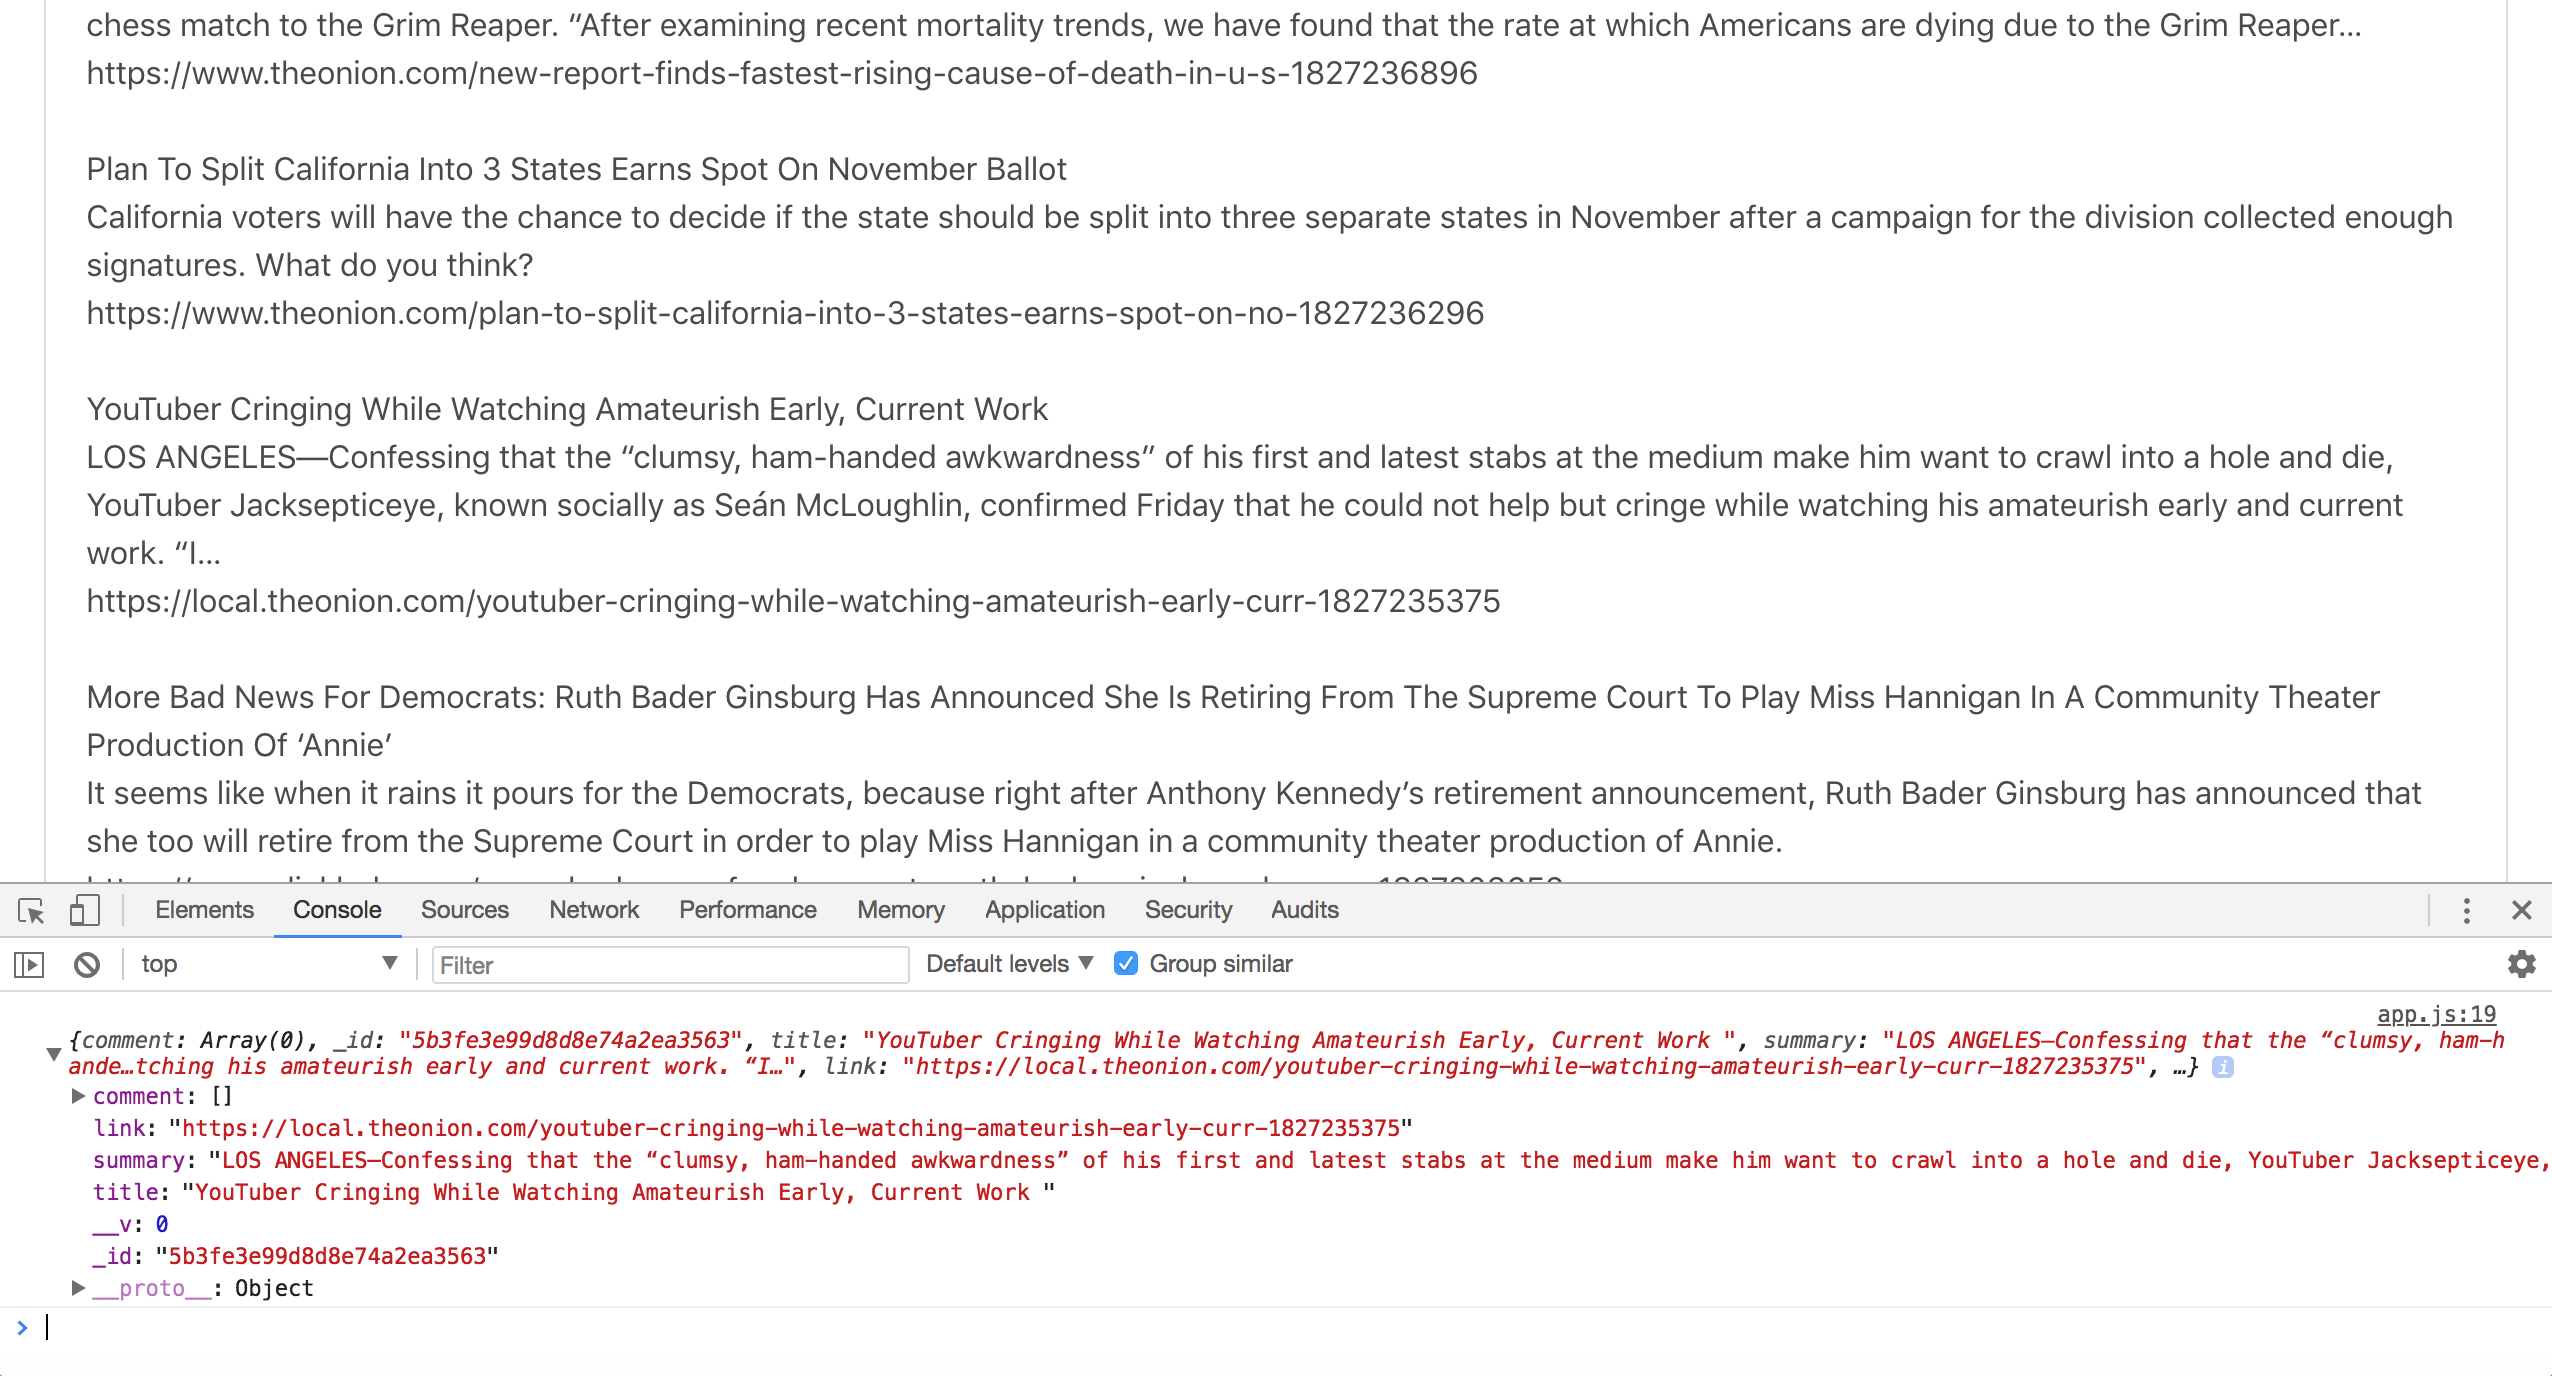 chess match to the Grim Reaper. “After examining recent mortality trends, we have found that the rate at which Americans are dying due to the Grim Reaper...
https://www.theonion.com/new-report-finds-fastest-rising-cause-of-death-in-u-s-1827236896
Plan To Split California Into 3 States Earns Spot On November Ballot
California voters will have the chance to decide if the state should be split into three separate states in November after a campaign for the division collected enough
signatures. What do you think?
https://www.theonion.com/plan-to-split-california-into-3-states-earns-spot-on-no-1827236296
YouTuber Cringing While Watching Amateurish Early, Current Work
LOS ANGELES—Confessing that the “clumsy, ham-handed awkwardness” of his first and latest stabs at the medium make him want to crawl into a hole and die,
YouTuber Jacksepticeye, known socially as Seán McLoughlin, confirmed Friday that he could not help but cringe while watching his amateurish early and current
work. “I...
https://local.theonion.com/youtuber-cringing-while-watching-amateurish-early-curr-1827235375
More Bad News For Democrats: Ruth Bader Ginsburg Has Announced She Is Retiring From The Supreme Court To Play Miss Hannigan In A Community Theater
Production Of ‘Annie’
It seems like when it rains it pours for the Democrats, because right after Anthony Kennedy’s retirement announcement, Ruth Bader Ginsburg has announced that
she too will retire from the Supreme Court in order to play Miss Hannigan in a community theater production of Annie.
Elements Console Sources Network Performance Memory Application Security Audits
top Filter Default levels Group similar
app.js:19
{comment: Array(0), _id: "5b3fe3e99d8d8e74a2ea3563", title: "YouTuber Cringing While Watching Amateurish Early, Current Work ", summary: "LOS ANGELES—Confessing that the “clumsy, ham-h
ande…tching his amateurish early and current work. “I…", link: "https://local.theonion.com/youtuber-cringing-while-watching-amateurish-early-curr-1827235375", …} i
comment: []
link: "https://local.theonion.com/youtuber-cringing-while-watching-amateurish-early-curr-1827235375"
summary: "LOS ANGELES—Confessing that the “clumsy, ham-handed awkwardness” of his first and latest stabs at the medium make him want to crawl into a hole and die, YouTuber Jacksepticeye,
title: "YouTuber Cringing While Watching Amateurish Early, Current Work "
__v: 0
_id: "5b3fe3e99d8d8e74a2ea3563"
__proto__: Object